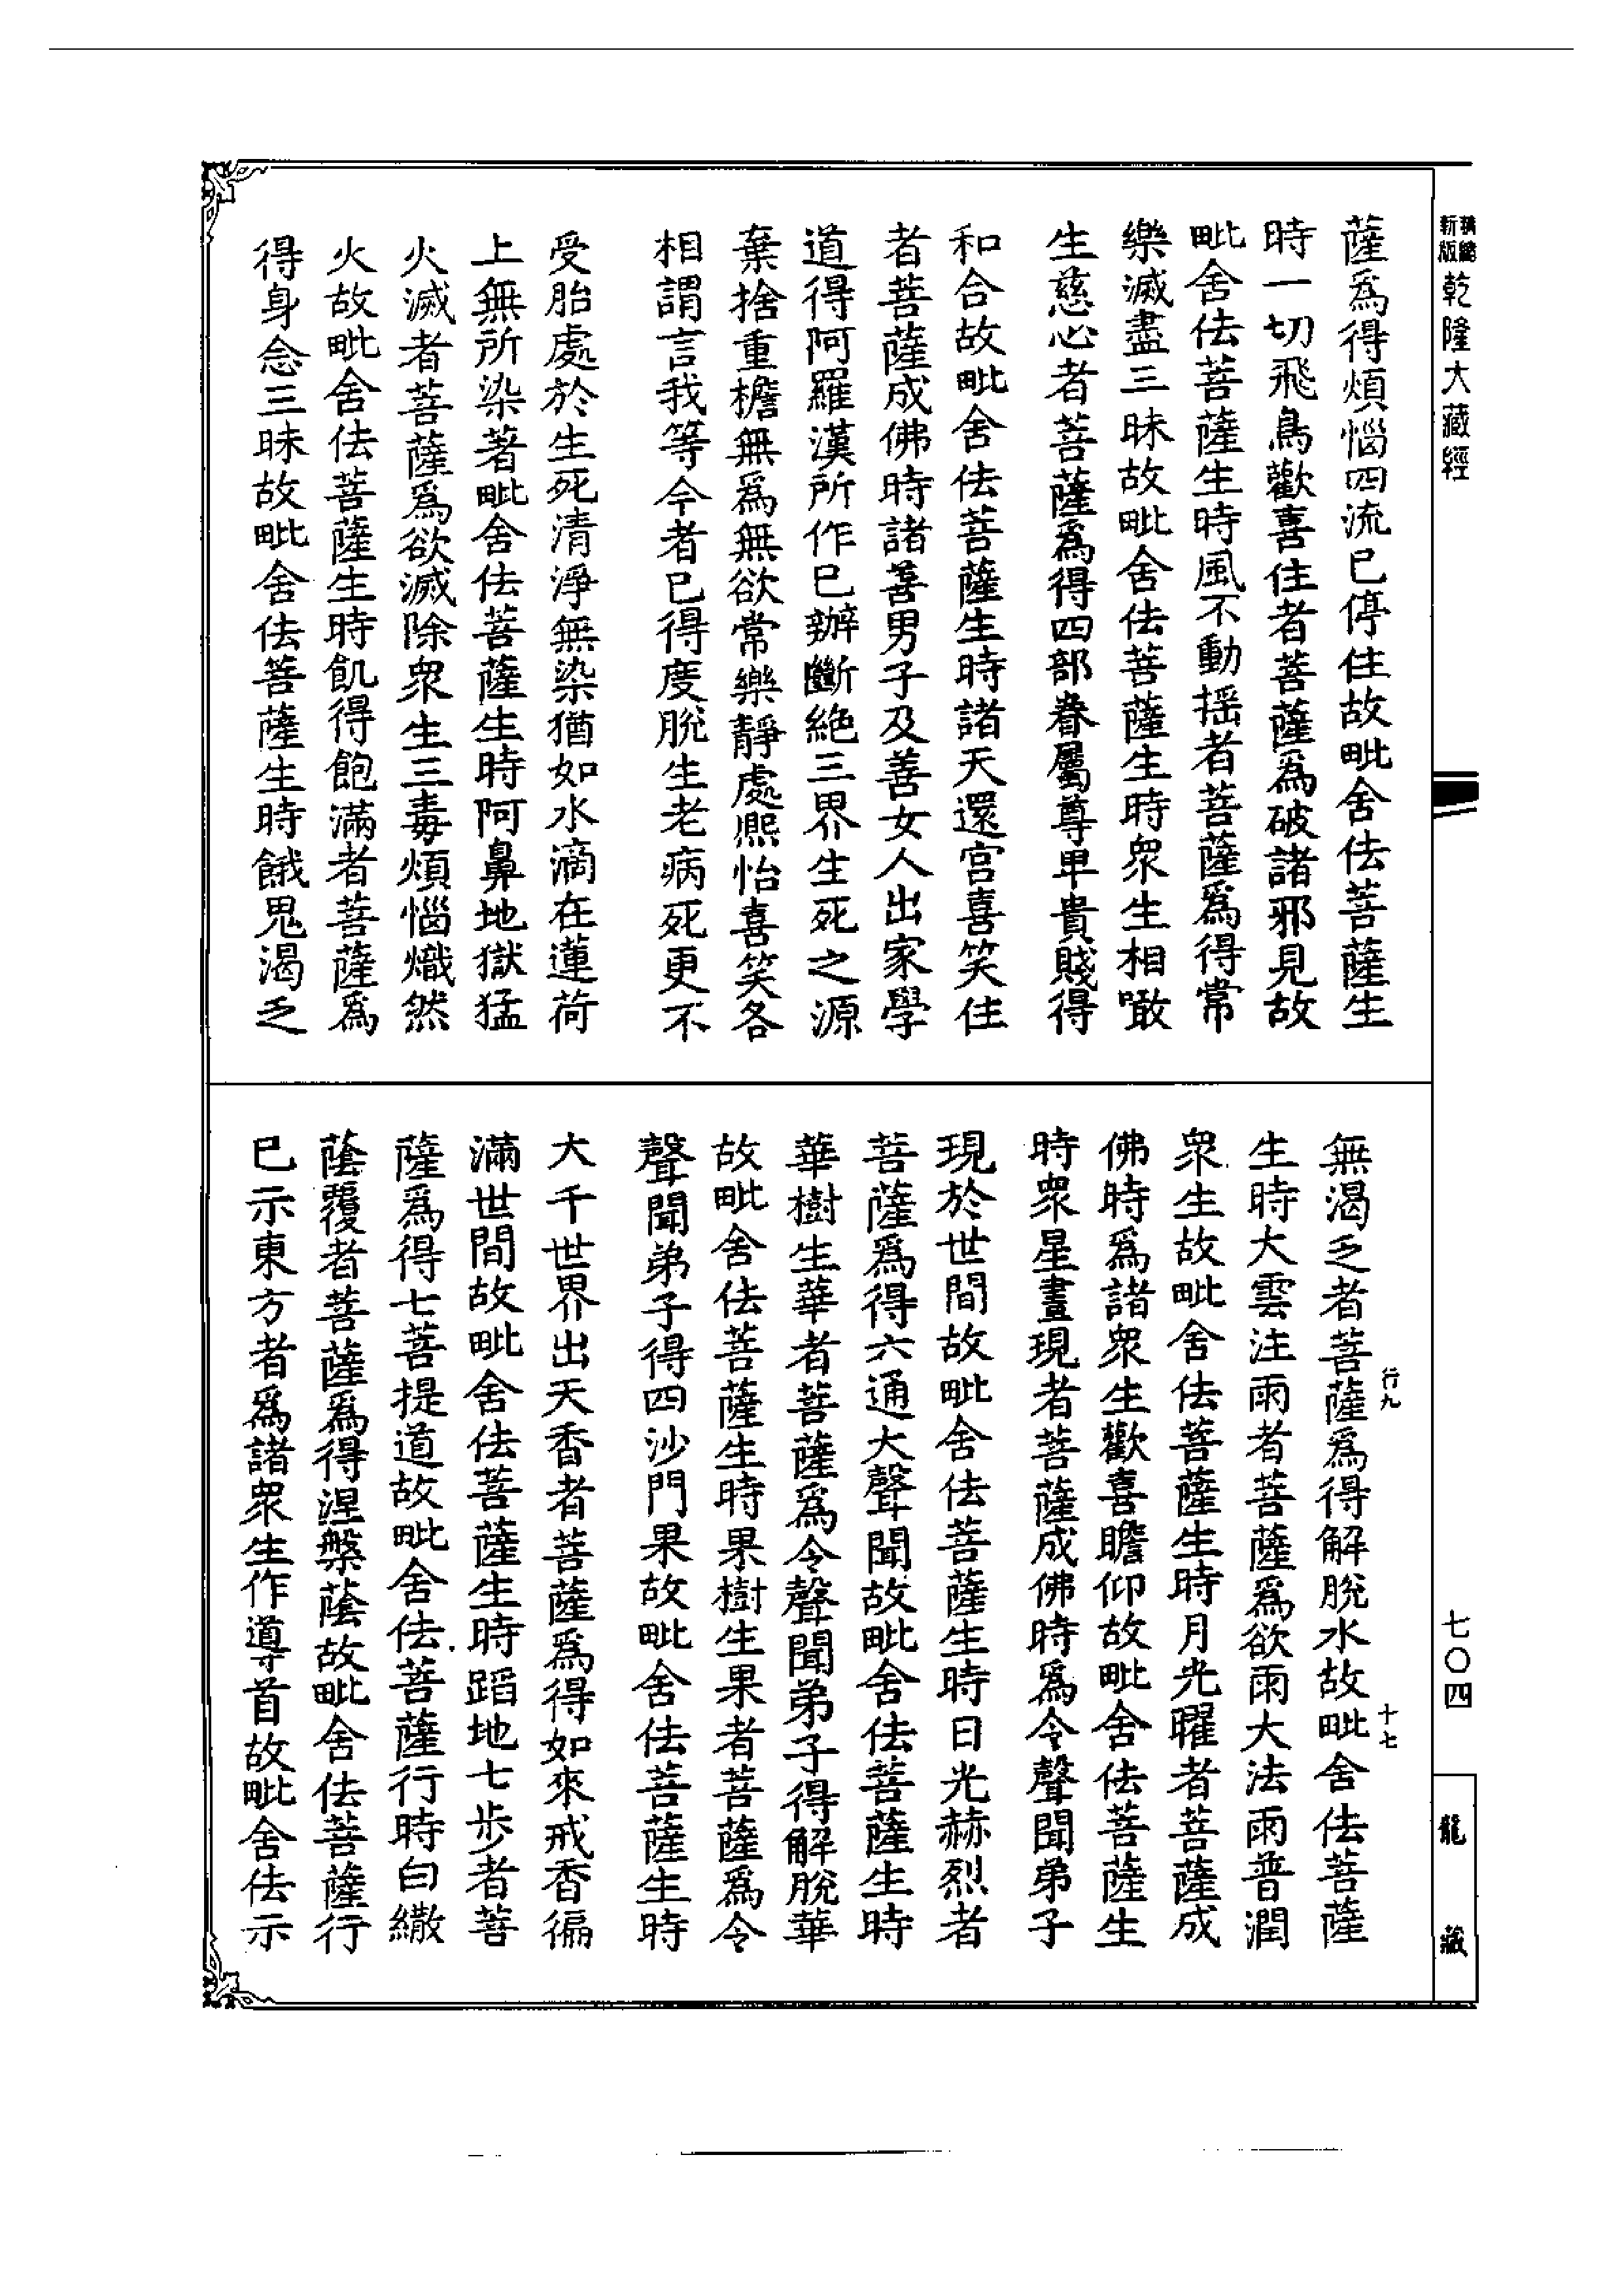 新版
乾隆大藏經
薩爲得煩惱四流已停住故毗舍佉菩薩生
時一切飛鳥歡喜住者菩薩爲破諸邪見故
毗舍佉菩薩生時風不動搖者菩薩爲得常
樂滅盡三昧故毗舍佉菩薩生時衆生相噉
生慈心者菩薩爲得四部眷屬尊卑貴賤得
和合故毗舍佉菩薩生時諸天還宮喜笑住
者菩薩成佛時諸善男子及善女人出家學
道得阿羅漢所作已辦斷絶三界生死之源
棄捨重檐無爲無欲常樂靜處熙怡喜笑各
相謂言我等今者已得度脫生老病死更不
受胎處於生死清淨無染猶如水滴在蓮荷
上無所染著毗舍佉菩薩生時阿鼻地獄猛
火滅者菩薩爲欲滅除衆生三毒煩惱熾然
火故毗舍佉菩薩生時飢得飽滿者菩薩爲
得身念三昧故毗舍佉菩薩生時餓鬼渴乏
無渴乏者菩薩爲得解脫水故毗舍佉菩薩
生時大雲注雨者菩薩爲欲雨大法雨普潤
衆生故毗舍佉菩薩生時月光曜者菩薩成
佛時爲諸衆生歡喜瞻仰故毗舍佉菩薩生
時衆星晝現者菩薩成佛時爲令聲聞弟子
現於世間故毗舍佉菩薩生時日光赫烈者
菩薩爲得六通大聲聞故毗舍佉菩薩生時
華樹生華者菩薩爲令聲聞弟子得解脫華
故毗舍佉菩薩生時果樹生果者菩薩爲令
聲聞弟子得四沙門果故毗舍佉菩薩生時
大千世界出天香者菩薩爲得如來戒香徧
滿世間故毗舍佉菩薩生時蹈地七步者菩
薩爲得七菩提道故毗舍佉菩薩行時白繖
蔭覆者菩薩爲得涅槃蔭故毗舍佉菩薩行
已示東方者爲諸衆生作導首故毗舍佉示
行九
十七
七〇四
龍藏